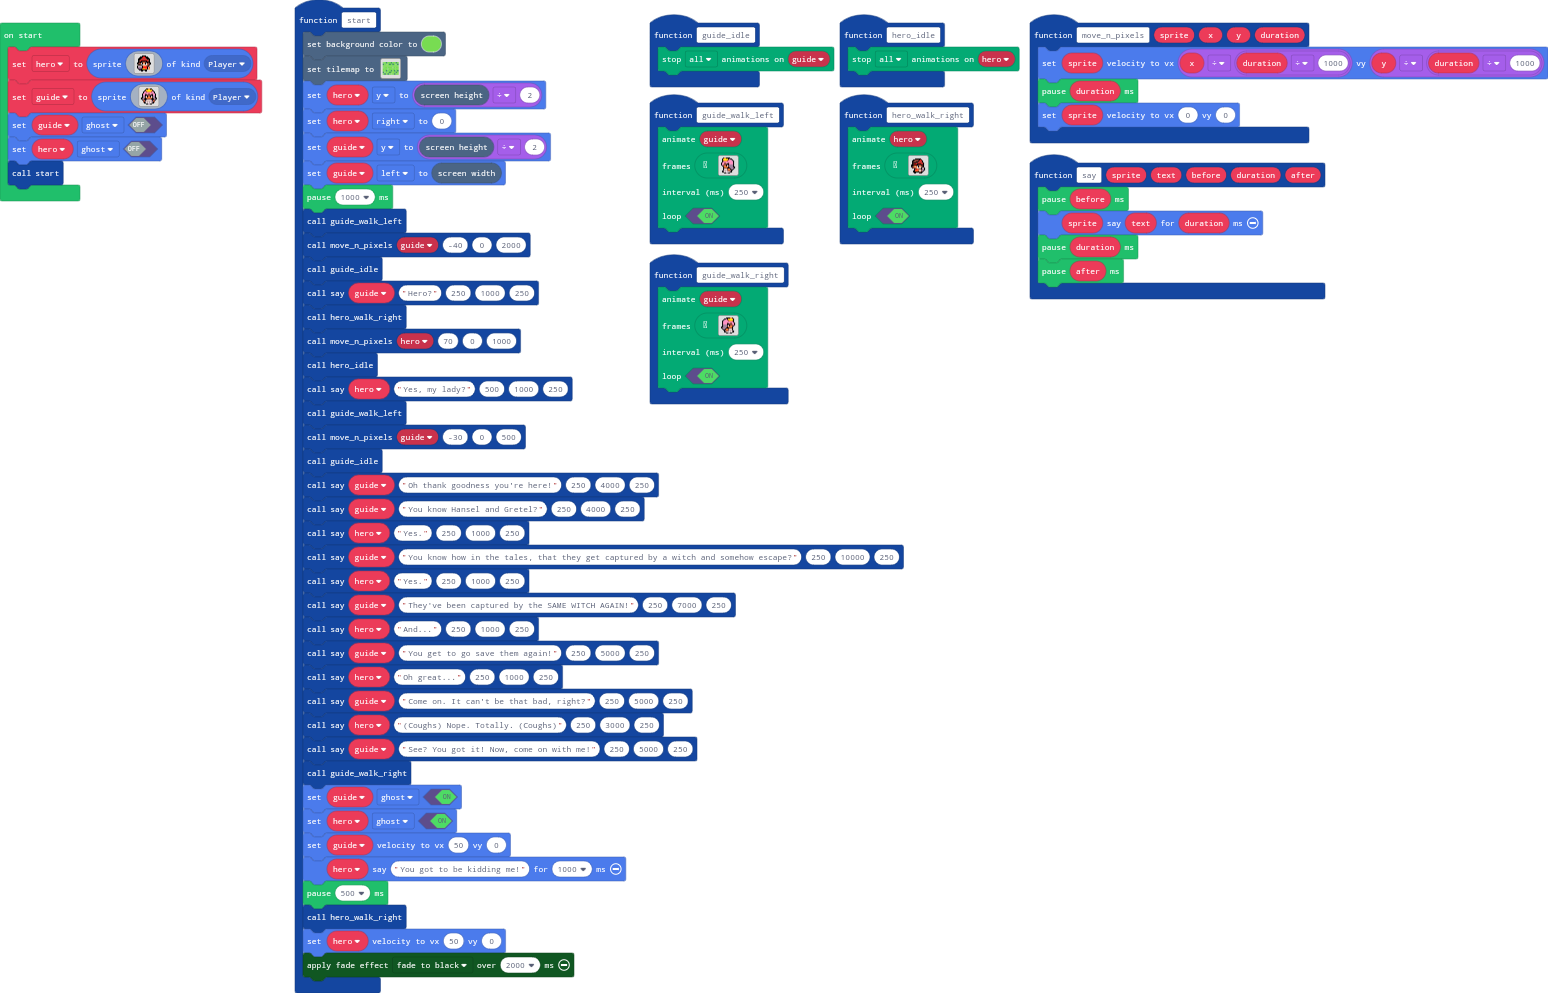 on start
set hero to sprite of kind Player
set guide to sprite of kind Player
set guide ghost OFF
set hero ghost OFF
call start
function start
set background color to
set tilemap to
set hero y to screen height ÷ 2
set hero right to 0
set guide y to screen height ÷ 2
set guide left to screen width
pause 1000 ms
call guide_walk_left
call move_n_pixels guide -40 0 2000
call guide_idle
call say guide "Hero?" 250 1000 250
call hero_walk_right
call move_n_pixels hero 70 0 1000
call hero_idle
call say hero "Yes, my lady?" 500 1000 250
call guide_walk_left
call move_n_pixels guide -30 0 500
call guide_idle
call say guide "Oh thank goodness you're here!" 250 4000 250
call say guide "You know Hansel and Gretel?" 250 4000 250
call say hero "Yes." 250 1000 250
call say guide "You know how in the tales, that they get captured by a witch and somehow escape?" 250 10000 250
call say hero "Yes." 250 1000 250
call say guide "They've been captured by the SAME WITCH AGAIN!" 250 7000 250
call say hero "And..." 250 1000 250
call say guide "You get to go save them again!" 250 5000 250
call say hero "Oh great..." 250 1000 250
call say guide "Come on. It can't be that bad, right?" 250 5000 250
call say hero "(Coughs) Nope. Totally. (Coughs)" 250 3000 250
call say guide "See? You got it! Now, come on with me!" 250 5000 250
call guide_walk_right
set guide ghost ON
set hero ghost ON
set guide velocity to vx 50 vy 0
hero say "You got to be kidding me!" for 1000 ms
pause 500 ms
call hero_walk_right
set hero velocity to vx 50 vy 0
apply fade effect fade to black over 2000 ms
function guide_idle
stop all animations on guide
function guide_walk_left
animate guide
frames
interval (ms) 250
loop ON
function guide_walk_right
animate guide
frames
interval (ms) 250
loop ON
function hero_idle
stop all animations on hero
function hero_walk_right
animate hero
frames
interval (ms) 250
loop ON
function move_n_pixels sprite x y duration
set sprite velocity to vx x ÷ duration ÷ 1000 vy y ÷ duration ÷ 1000
pause duration ms
set sprite velocity to vx 0 vy 0
function say sprite text before duration after
pause before ms
sprite say text for duration ms
pause duration ms
pause after ms